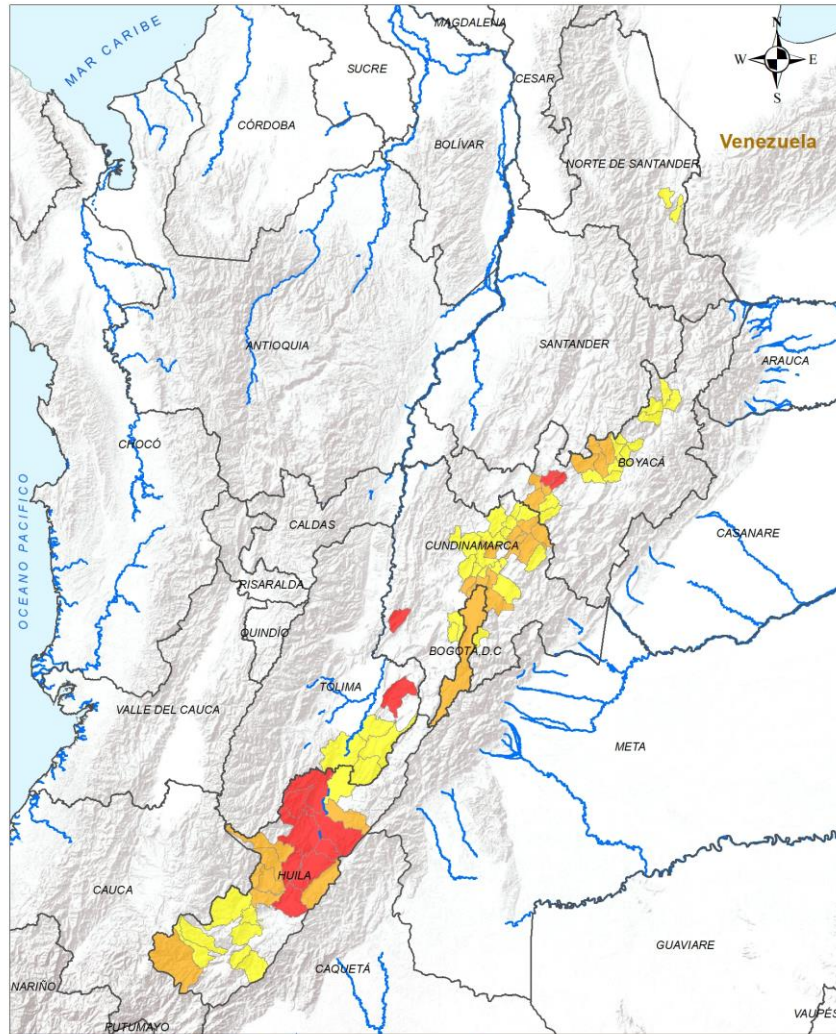 MAR CARIBE
MAGDALENA
N
W
E
S
SUCRE
CESAR
CÓRDOBA
BOLÍVAR
Venezuela
NORTE DE SANTANDER
ANTIOQUIA
SANTANDER
ARAUCA
CHOCÓ
BOYACÁ
OCEANO PACIFICO
CALDAS
CUNDINAMARCA
CASANARE
RISARALDA
QUINDÍO
BOGOTÁ, D.C
TOLIMA
VALLE DEL CAUCA
META
HUILA
CAUCA
GUAVIARE
CAQUETÁ
NARIÑO
PUTUMAYO
VAUPÉS